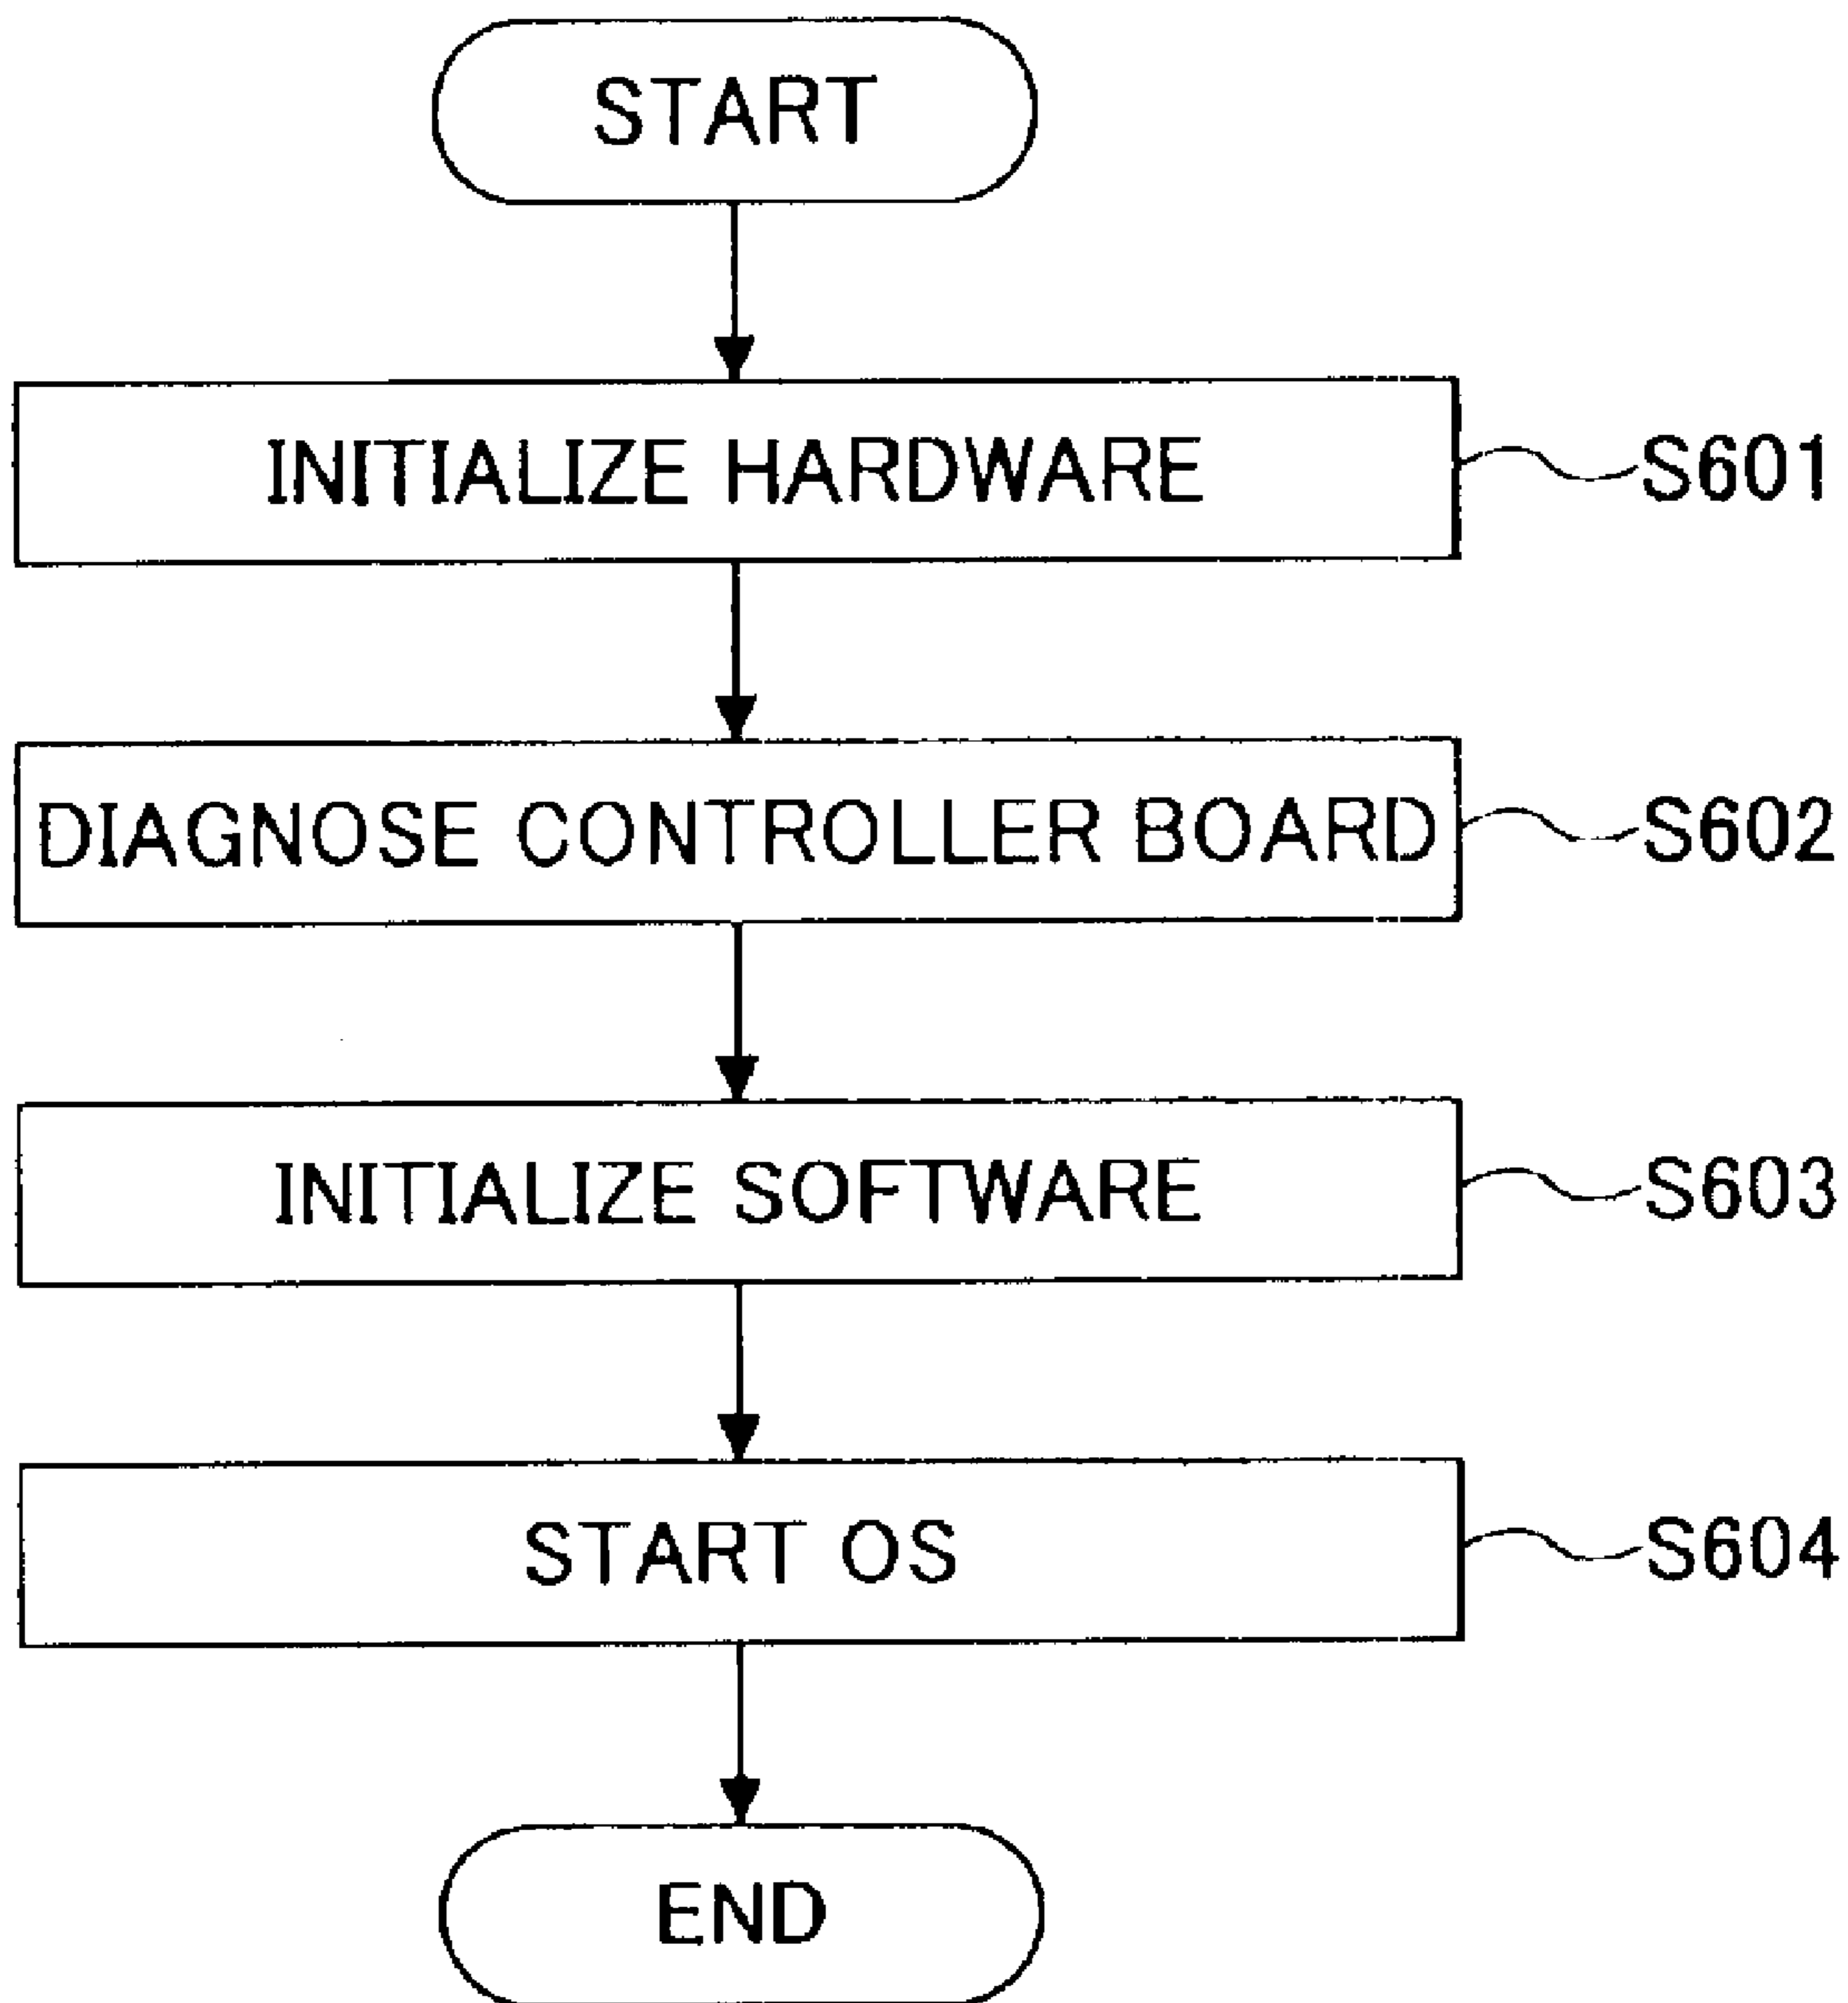 START
INITIALIZE HARDWARE S601
DIAGNOSE CONTROLLER BOARD S602
INITIALIZE SOFTWARE S603
START OS S604
END